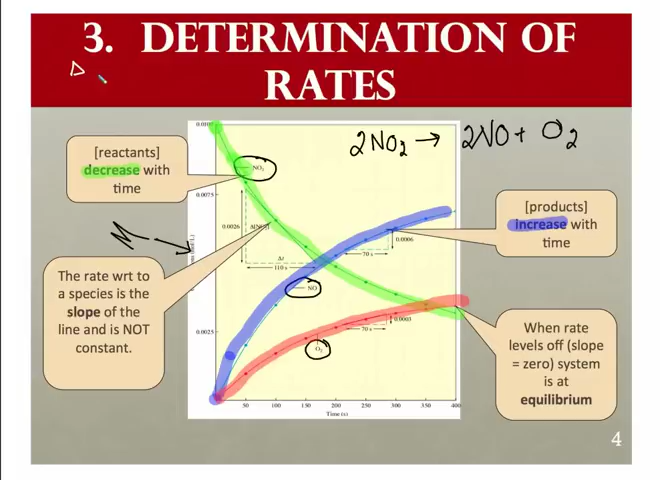 3. DETERMINATION OF
RATES
[reactants]
decrease with
time
M
The rate wrt to
a species is the
slope of the
line and is NOT
constant.
2NO₂ → 2NO + O₂
0.0100
0.0075
0.0025
NO₂
0.0026
Δ[NO₂]
Δt
110 s
NO
O₂
70 s
0.0006
70 s
0.0003
50 100 150 200 250 300 350 400
Time (s)
[products]
increase with
time
When rate
levels off (slope
= zero) system
is at
equilibrium
4